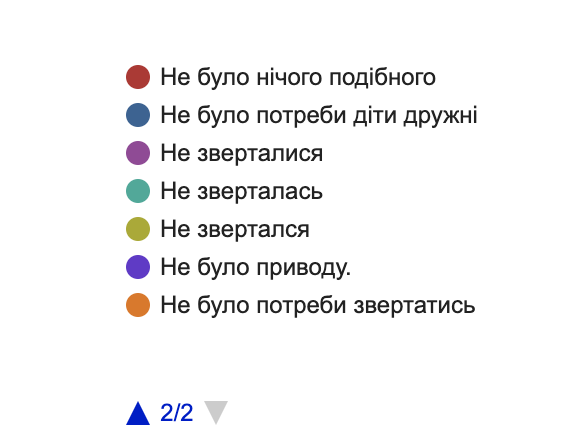 Не було нічого подібного
Не було потреби діти дружні
Не зверталися
Не зверталась
Не звертался
Не було приводу.
Не було потреби звертатись
2/2